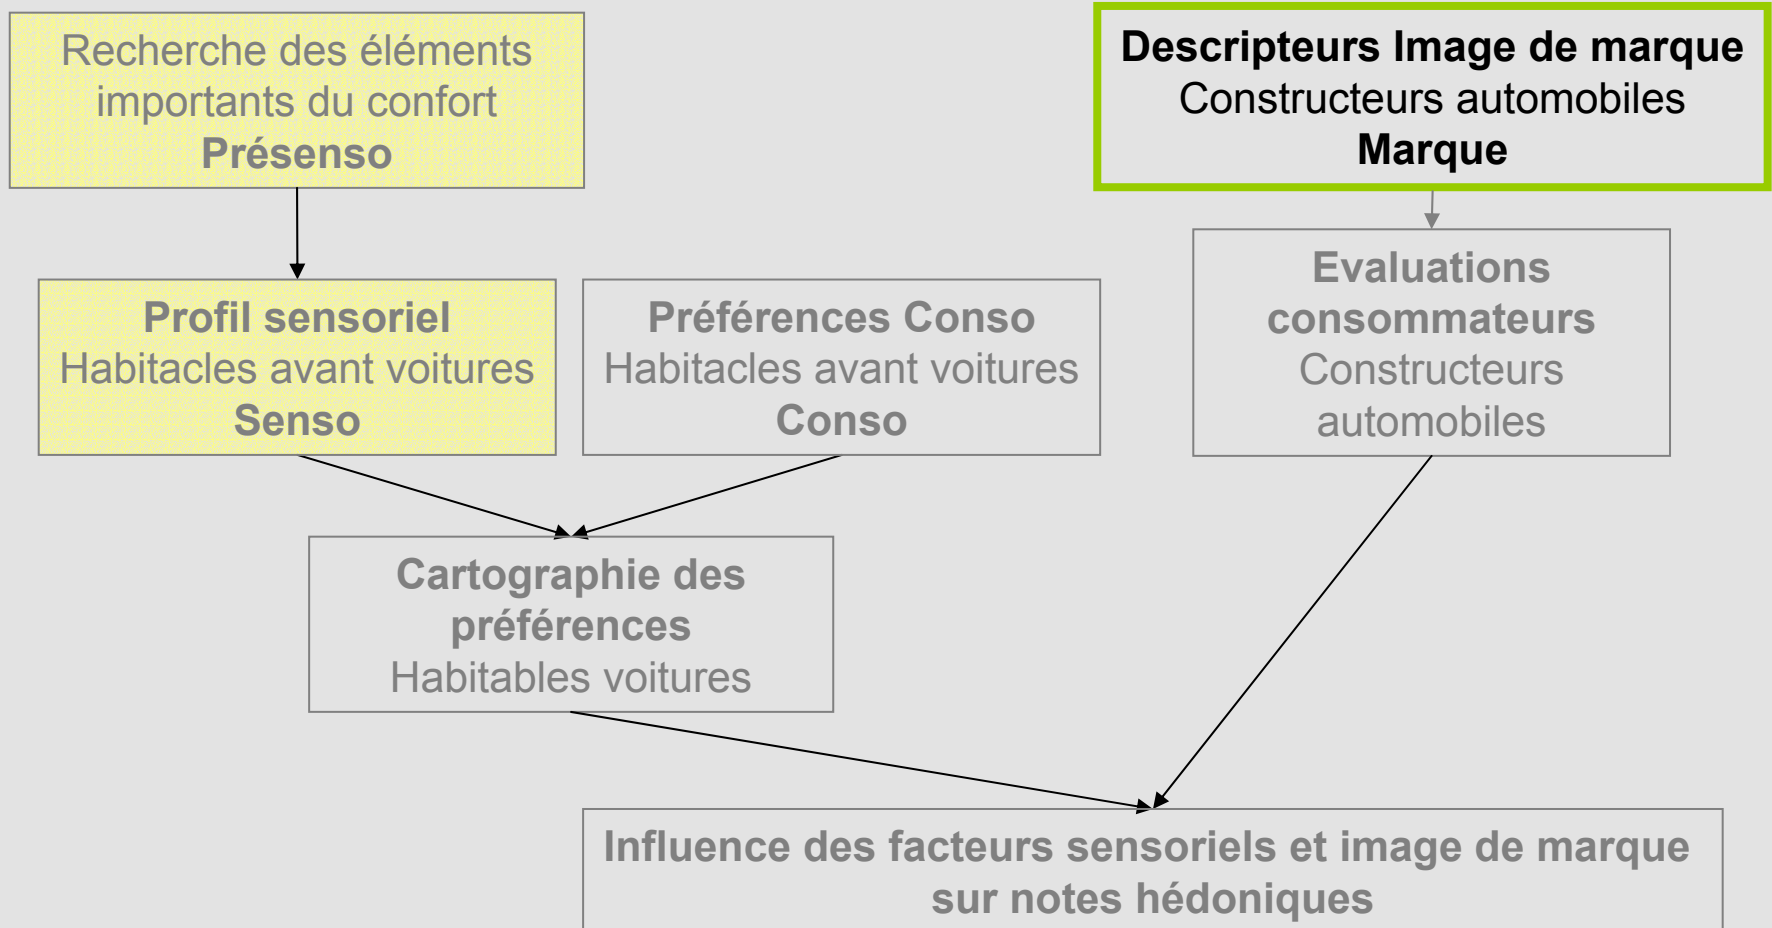 Recherche des éléments
importants du confort
Présenso
Descripteurs Image de marque
Constructeurs automobiles
Marque
Profil sensoriel
Habitacles avant voitures
Senso
Préférences Conso
Habitacles avant voitures
Conso
Evaluations
consommateurs
Constructeurs
automobiles
Cartographie des
préférences
Habitables voitures
Influence des facteurs sensoriels et image de marque
sur notes hédoniques